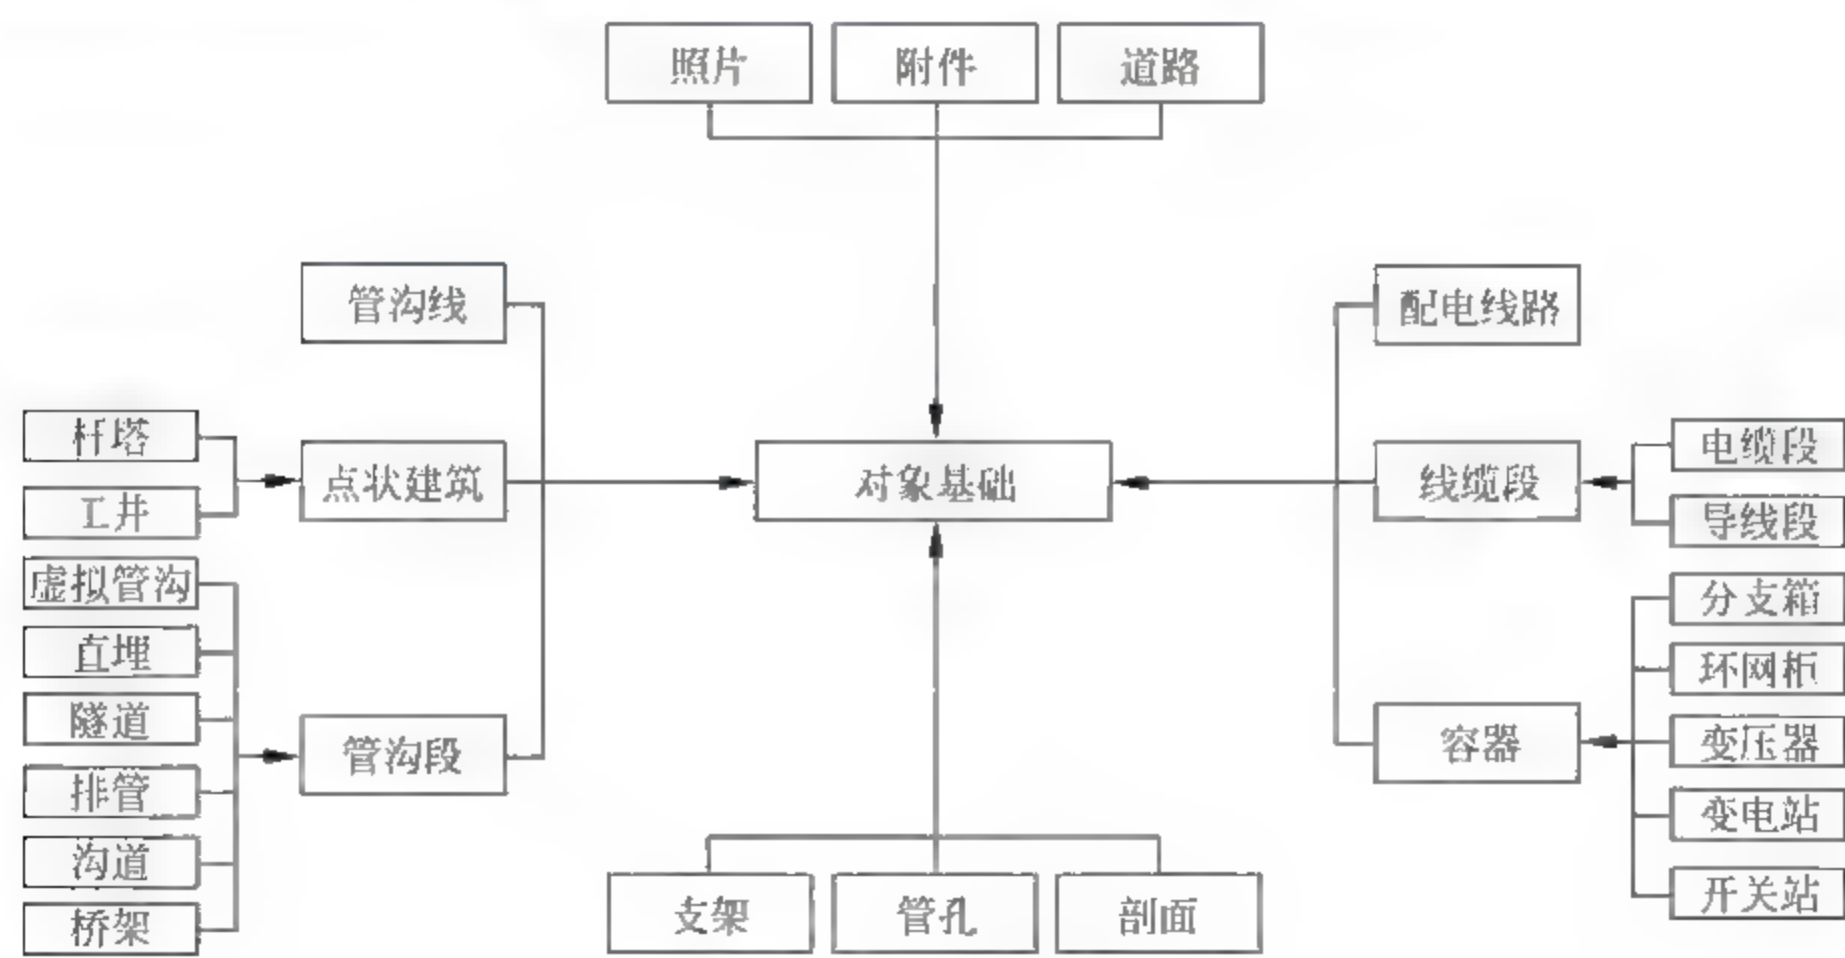 照片
附件
道路
管沟线
配电线路
杆塔
工井
点状建筑
对象基础
线缆段
电缆段
导线段
虚拟管沟
直埋
隧道
排管
沟道
桥架
管沟段
容器
分支箱
环网柜
变压器
变电站
开关站
支架
管孔
剖面